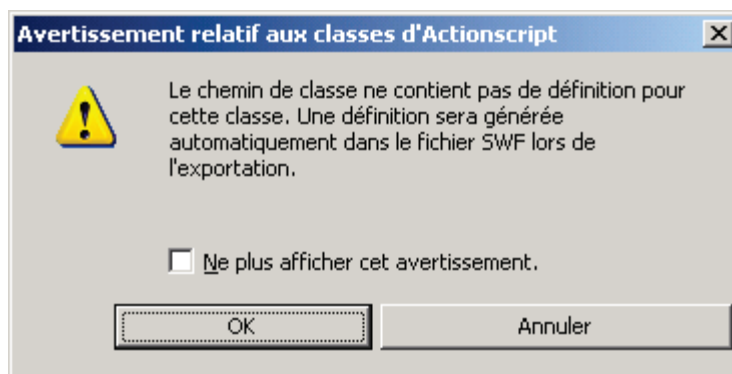 Avertissement relatif aux classes d'Actionscript
Le chemin de classe ne contient pas de définition pour
cette classe. Une définition sera générée
automatiquement dans le fichier SWF lors de
l'exportation.
Ne plus afficher cet avertissement.
OK
Annuler